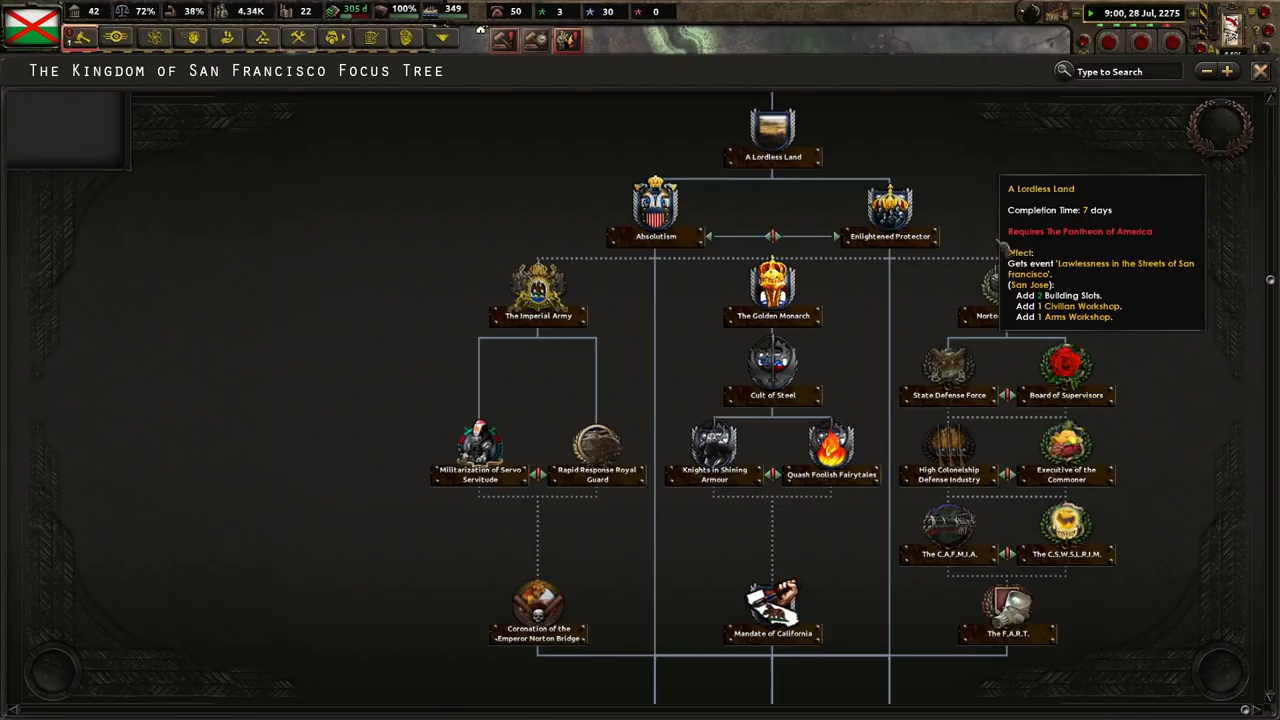 42 72% 38% 4.34K 22 305 d 100% 349 50 3 30 0 9:00, 28 Jul, 2275
The Kingdom of San Francisco Focus Tree
Type to Search
A Lordless Land
Absolutism
Enlightened Protector
A Lordless Land
Completion Time: 7 days
Requires The Pantheon of America
Effect:
Gets event 'Lawlessness in the Streets of San
Francisco'.
(San Jose):
Add 2 Building Slots.
Add 1 Civilian Workshop.
Add 1 Arms Workshop.
The Imperial Army
The Golden Monarch
Cult of Steel
State Defense Force
Board of Supervisors
Militarization of Servo
Servitude
Rapid Response Royal
Guard
Knights in Shining
Armour
Quash Foolish Fairytales
High Colonelship
Defense Industry
Executive of the
Commoner
The C.A.F.M.I.A.
The C.S.W.S.L.R.I.M.
Coronation of the
Emperor Norton Bridge
Mandate of California
The F.A.R.T.